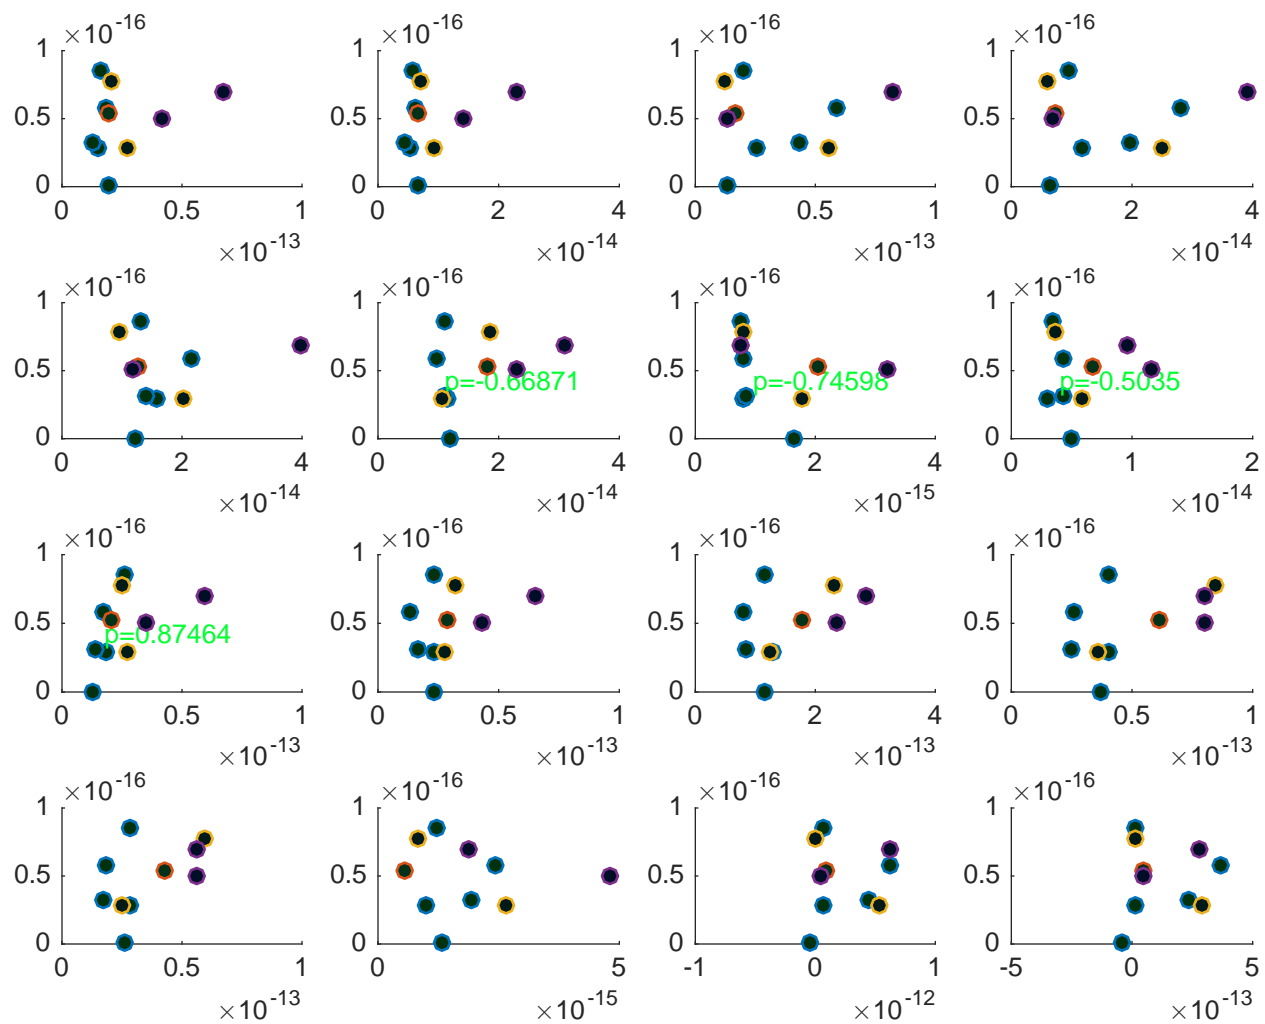 ×10-16 ×10-16 ×10-16 ×10-16
1 1 1 1
0.5 0.5 0.5 0.5
0 0 0 0
0 0.5 1 0 2 4 0 0.5 1 0 2 4
×10-13 ×10-14 ×10-13 ×10-14
×10-16 ×10-16 ×10-16 ×10-16
1 1 1 1
0.5 0.5 0.5 0.5
p=-0.66871 p=-0.74598 p=-0.5035
0 0 0 0
0 2 4 0 2 4 0 2 4 0 1 2
×10-14 ×10-14 ×10-15 ×10-14
×10-16 ×10-16 ×10-16 ×10-16
1 1 1 1
0.5 0.5 0.5 0.5
p=0.87464
0 0 0 0
0 0.5 1 0 0.5 1 0 2 4 0 0.5 1
×10-13 ×10-13 ×10-13 ×10-13
×10-16 ×10-16 ×10-16 ×10-16
1 1 1 1
0.5 0.5 0.5 0.5
0 0 0 0
0 0.5 1 0 5 -1 0 1 -5 0 5
×10-13 ×10-15 ×10-12 ×10-13